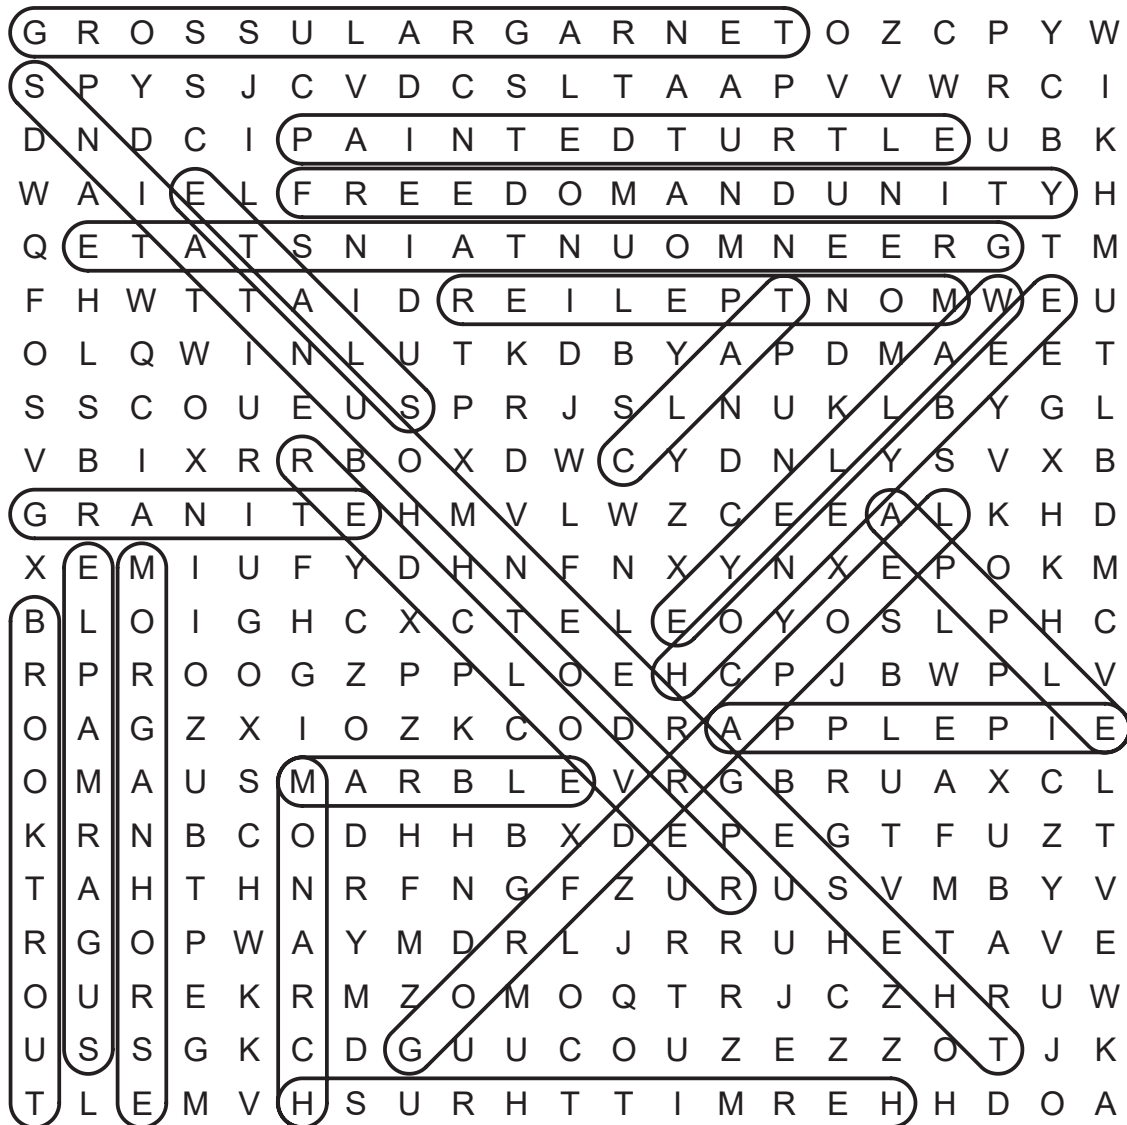 G R O S S U L A R G A R N E T O Z C P Y W
S P Y S J C V D C S L T A A P V V W R C I
D N D C I P A I N T E D T U R T L E U B K
W A I E L F R E E D O M A N D U N I T Y H
Q E T A T S N I A T N U O M N E E R G T M
F H W T T A I D R E I L E P T N O M W E U
O L Q W I N L U T K D B Y A P D M A E E T
S S C O U E U S P R J S L N U K L B Y G L
V B I X R R B O X D W C Y D N L Y S V X B
G R A N I T E H M V L W Z C E E A L K H D
X E M I U F Y D H N F N X Y N X E P O K M
B L O I G H C X C T E L E O Y O S L P H C
R P R O O G Z P P L O E H C P J B W P L V
O A G Z X I O Z K C O D R A P P L E P I E
O M A U S M A R B L E V R G B R U A X C L
K R N B C O D H H B X D E P E G T F U Z T
T A H T H N R F N G F Z U R U S V M B Y V
R G O P W A Y M D R L J R R U H E T A V E
O U R E K R M Z O M O Q T R J C Z H R U W
U S S G K C D G U U C O U Z E Z Z O T J K
T L E M V H S U R H T T I M R E H H D O A